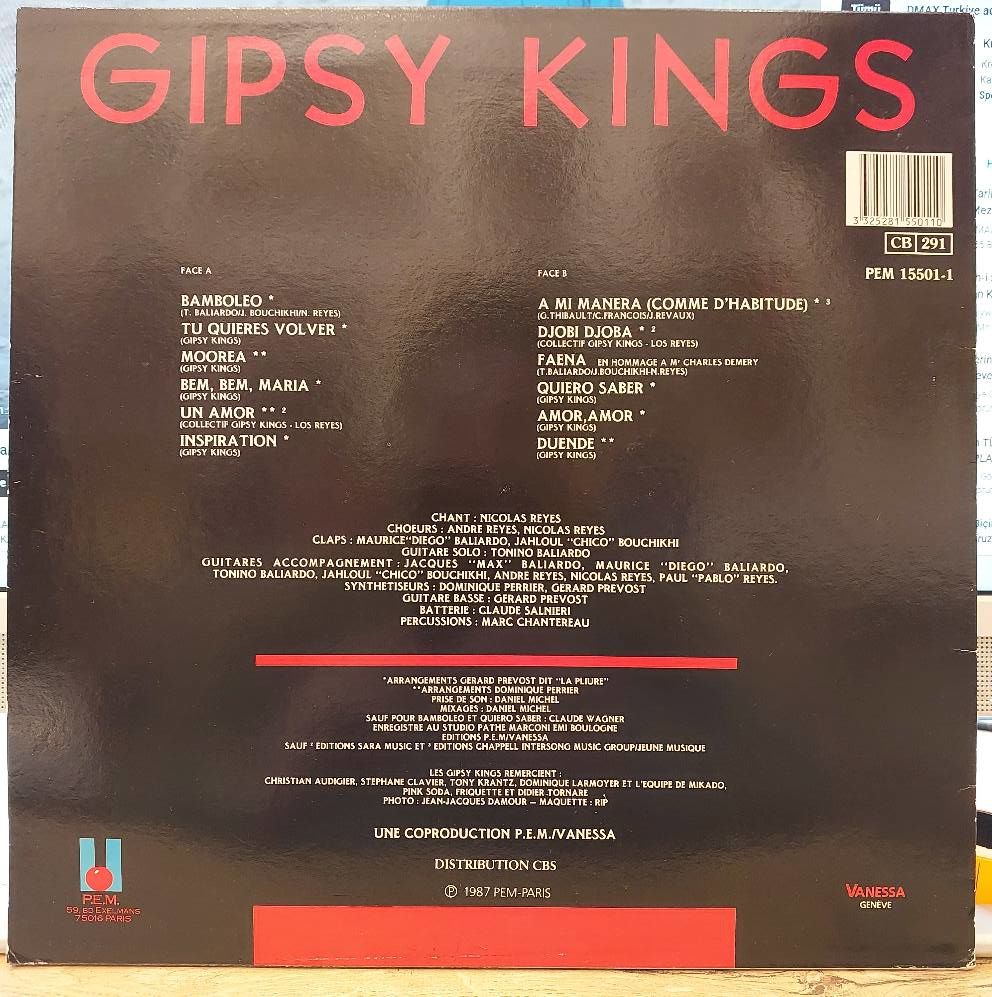 GIPSY KINGS
3 325281 550110
CB 291
PEM 15501-1
FACE A
BAMBOLEO *
(T. BALIARDO/J. BOUCHIKHI/N. REYES)
TU QUIERES VOLVER *
(GIPSY KINGS)
MOOREA **
(GIPSY KINGS)
BEM, BEM, MARIA *
(GIPSY KINGS)
UN AMOR ** ²
(COLLECTIF GIPSY KINGS - LOS REYES)
INSPIRATION *
(GIPSY KINGS)
FACE B
A MI MANERA (COMME D'HABITUDE) * ³
(G.THIBAULT/C.FRANCOIS/J.REVAUX)
DJOBI DJOBA * ²
(COLLECTIF GIPSY KINGS - LOS REYES)
FAENA EN HOMMAGE A Mr CHARLES DEMERY
(T.BALIARDO/J.BOUCHIKHI-N.REYES)
QUIERO SABER *
(GIPSY KINGS)
AMOR,AMOR *
(GIPSY KINGS)
DUENDE **
(GIPSY KINGS)
CHANT : NICOLAS REYES
CHOEURS : ANDRE REYES, NICOLAS REYES
CLAPS : MAURICE"DIEGO" BALIARDO, JAHLOUL "CHICO" BOUCHIKHI
GUITARE SOLO : TONINO BALIARDO
GUITARES ACCOMPAGNEMENT : JACQUES "MAX" BALIARDO, MAURICE "DIEGO" BALIARDO,
TONINO BALIARDO, JAHLOUL "CHICO" BOUCHIKHI, ANDRE REYES, NICOLAS REYES, PAUL "PABLO" REYES.
SYNTHETISEURS : DOMINIQUE PERRIER, GERARD PREVOST
GUITARE BASSE : GERARD PREVOST
BATTERIE : CLAUDE SALNIERI
PERCUSSIONS : MARC CHANTEREAU
*ARRANGEMENTS GERARD PREVOST DIT "LA PLIURE"
**ARRANGEMENTS DOMINIQUE PERRIER
PRISE DE SON : DANIEL MICHEL
MIXAGES : DANIEL MICHEL
SAUF POUR BAMBOLEO ET QUIERO SABER : CLAUDE WAGNER
ENREGISTRE AU STUDIO PATHE MARCONI EMI BOULOGNE
EDITIONS P.E.M/VANESSA
SAUF ² EDITIONS SARA MUSIC ET ³ EDITIONS CHAPPELL INTERSONG MUSIC GROUP/JEUNE MUSIQUE
LES GIPSY KINGS REMERCIENT :
CHRISTIAN AUDIGIER, STEPHANE CLAVIER, TONY KRANTZ, DOMINIQUE LARMOYER ET L'EQUIPE DE MIKADO,
PINK SODA, FRIQUETTE ET DIDIER TORNARE
PHOTO : JEAN-JACQUES DAMOUR – MAQUETTE : RIP
UNE COPRODUCTION P.E.M./VANESSA
DISTRIBUTION CBS
℗ 1987 PEM-PARIS
P.E.M.
59, BD EXELMANS
75016 PARIS
VANESSA
GENÈVE
Tümü
DMAX Turkiye